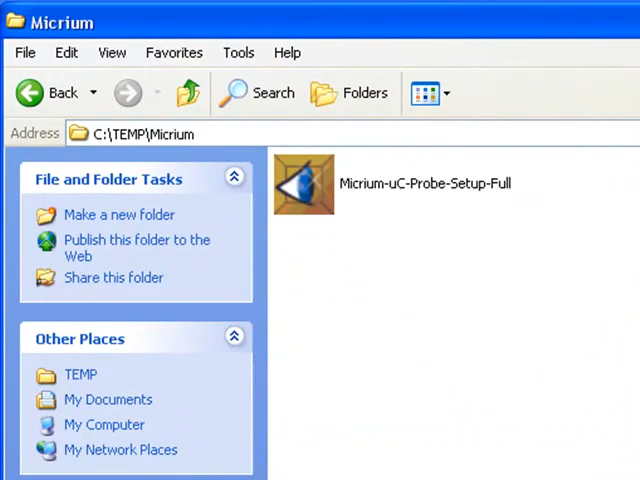 Micrium
File Edit View Favorites Tools Help
Back Search Folders
Address C:\TEMP\Micrium
File and Folder Tasks
Make a new folder
Publish this folder to the
Web
Share this folder
Micrium-uC-Probe-Setup-Full
Other Places
TEMP
My Documents
My Computer
My Network Places